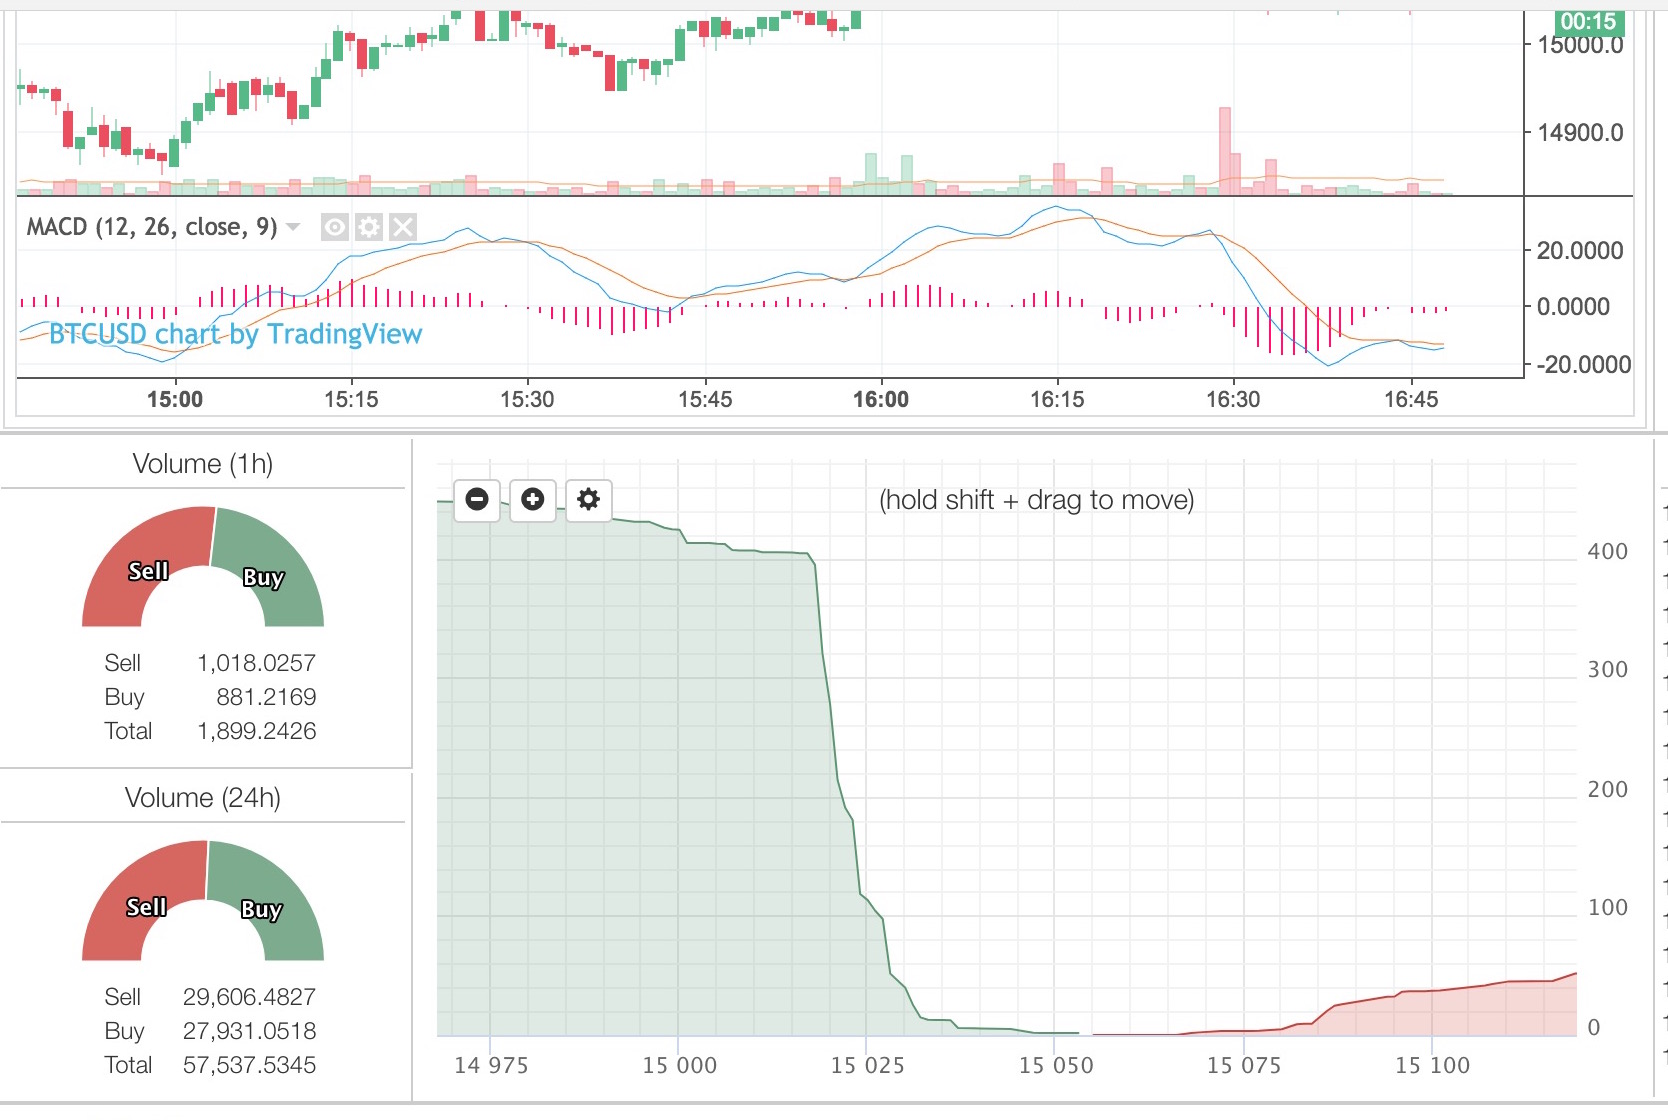 00:15
15000.0
14900.0
MACD (12, 26, close, 9)
20.0000
0.0000
-20.0000
BTCUSD chart by TradingView
15:00 15:15 15:30 15:45 16:00 16:15 16:30 16:45
Volume (1h)
Sell Buy
Sell 1,018.0257
Buy 881.2169
Total 1,899.2426
Volume (24h)
Sell Buy
Sell 29,606.4827
Buy 27,931.0518
Total 57,537.5345
(hold shift + drag to move)
400
300
200
100
0
14 975 15 000 15 025 15 050 15 075 15 100